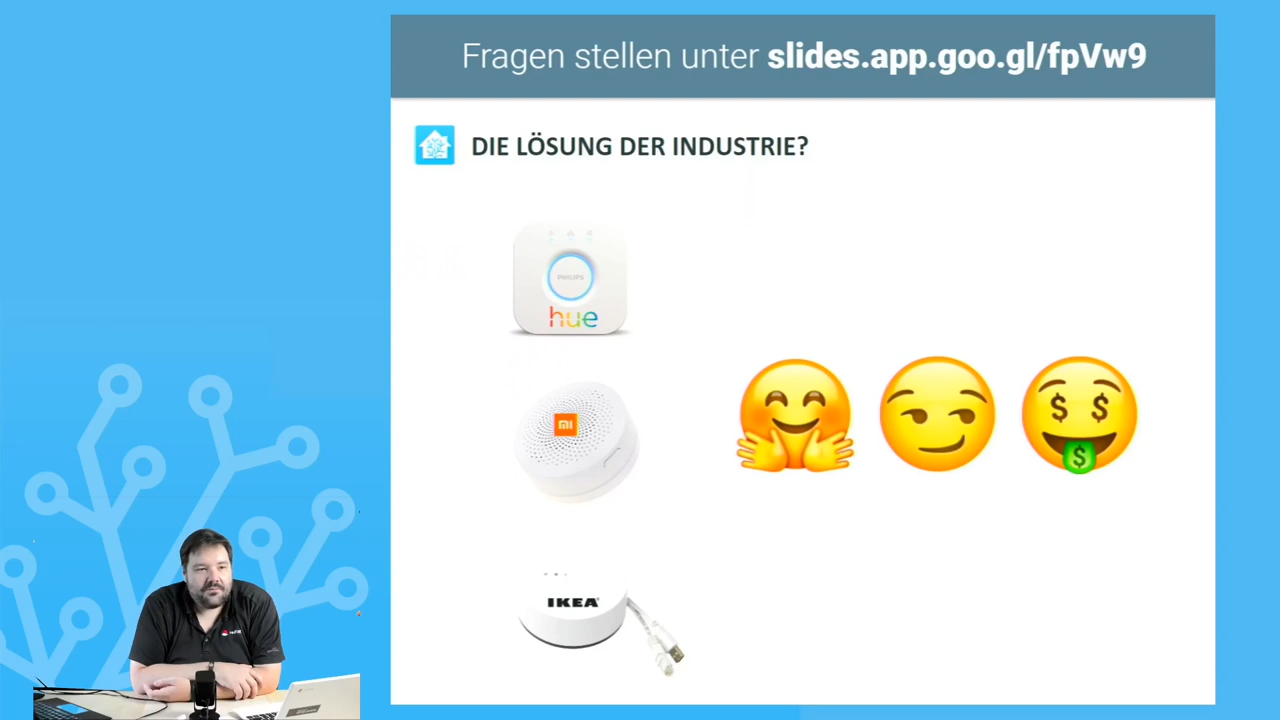 Fragen stellen unter slides.app.goo.gl/fpVw9
DIE LÖSUNG DER INDUSTRIE?
PHILIPS
hue
MI
IKEA